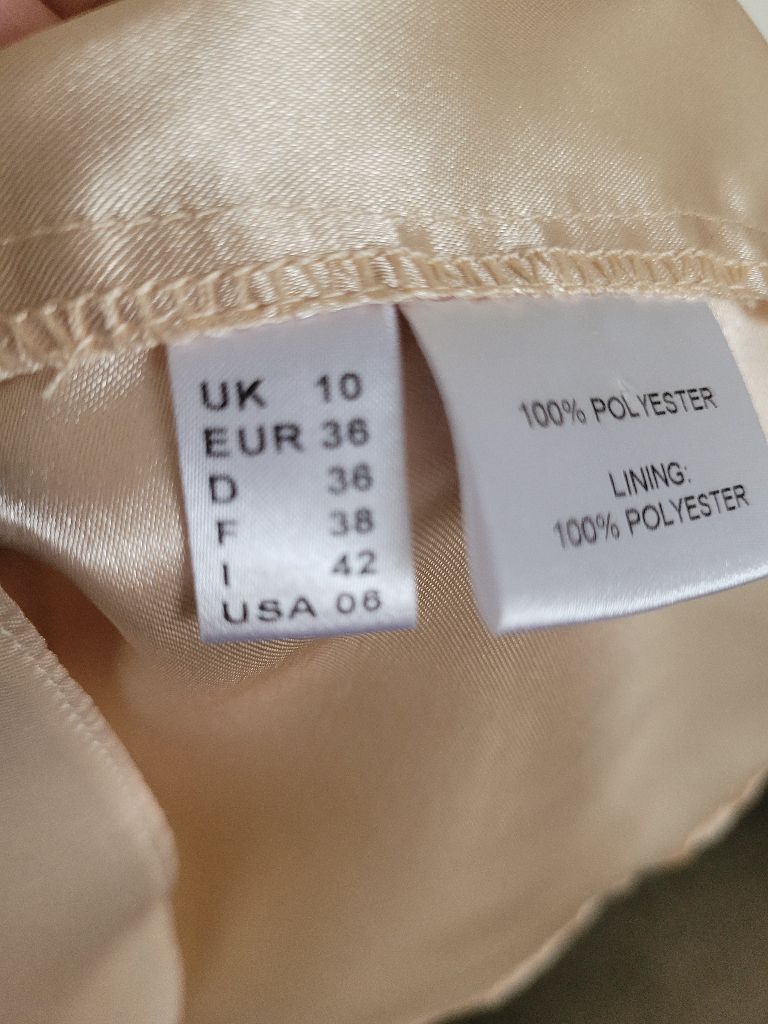 UK 10
EUR 36
D 36
F 38
I 42
USA 06
100% POLYESTER
LINING:
100% POLYESTER